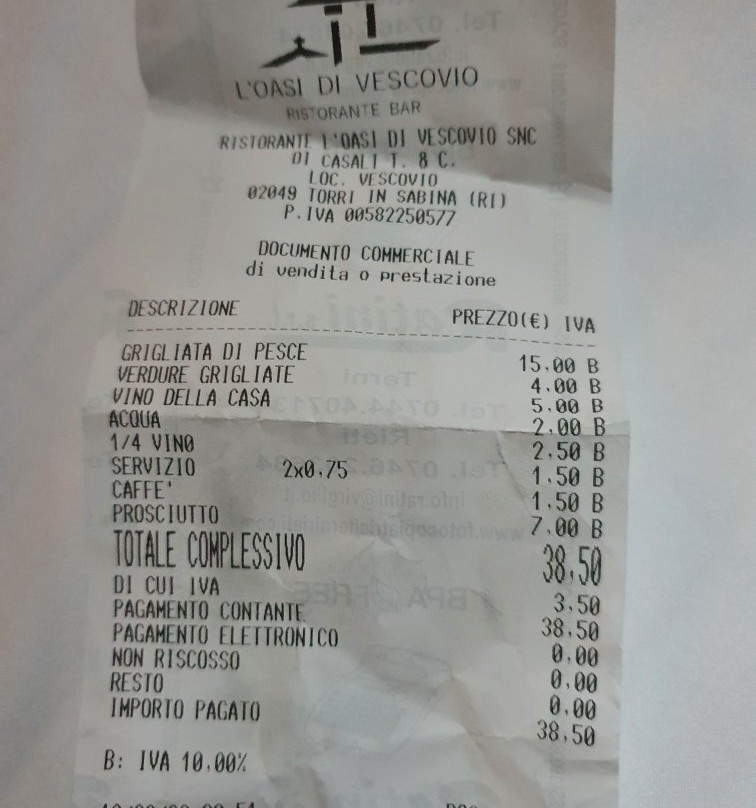 L'OASI DI VESCOVIO
RISTORANTE BAR
RISTORANTE L'OASI DI VESCOVIO SNC
DI CASALI T. & C.
LOC. VESCOVIO
02049 TORRI IN SABINA (RI)
P.IVA 00582250577
DOCUMENTO COMMERCIALE
di vendita o prestazione
DESCRIZIONE PREZZO(€) IVA
GRIGLIATA DI PESCE 15,00 B
VERDURE GRIGLIATE 4,00 B
VINO DELLA CASA 5,00 B
ACQUA 2,00 B
1/4 VINO 2,50 B
SERVIZIO 2x0,75 1,50 B
CAFFE' 1,50 B
PROSCIUTTO 7,00 B
TOTALE COMPLESSIVO 38,50
DI CUI IVA 3,50
PAGAMENTO CONTANTE 38,50
PAGAMENTO ELETTRONICO 0,00
NON RISCOSSO 0,00
RESTO 0,00
IMPORTO PAGATO 38,50
B: IVA 10,00%